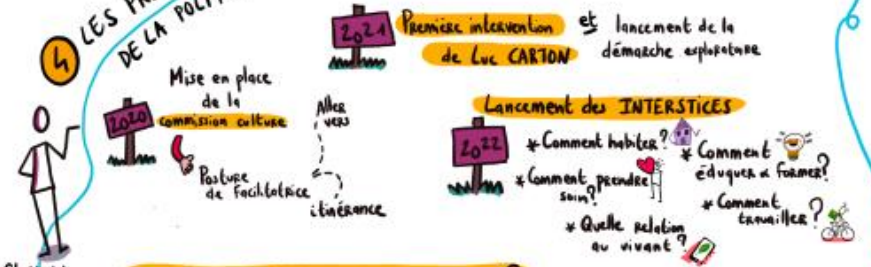 4
LES
DE LA
2020
Mise en place
de la
commission culture
Posture
de Facilitatrice
Aller
vers
itinérance
2021
Première intervention
de Luc CARTON
et
lancement de la
démarche exploratoire
Lancement des INTERSTICES
2022
* Comment habiter?
* Comment prendre
soin?
* Quelle relation
au vivant?
* Comment
éduquer & former?
* Comment
travailler?